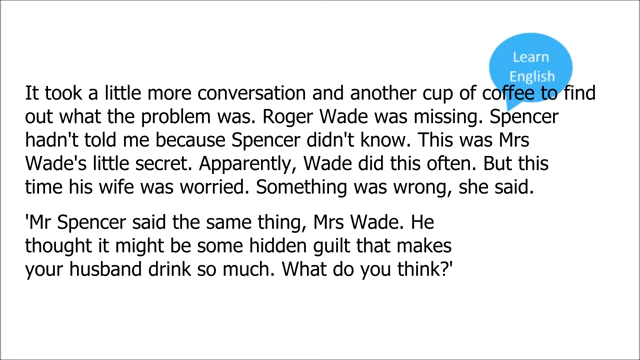 Learn
English
It took a little more conversation and another cup of coffee to find
out what the problem was. Roger Wade was missing. Spencer
hadn't told me because Spencer didn't know. This was Mrs
Wade's little secret. Apparently, Wade did this often. But this
time his wife was worried. Something was wrong, she said.
'Mr Spencer said the same thing, Mrs Wade. He
thought it might be some hidden guilt that makes
your husband drink so much. What do you think?'